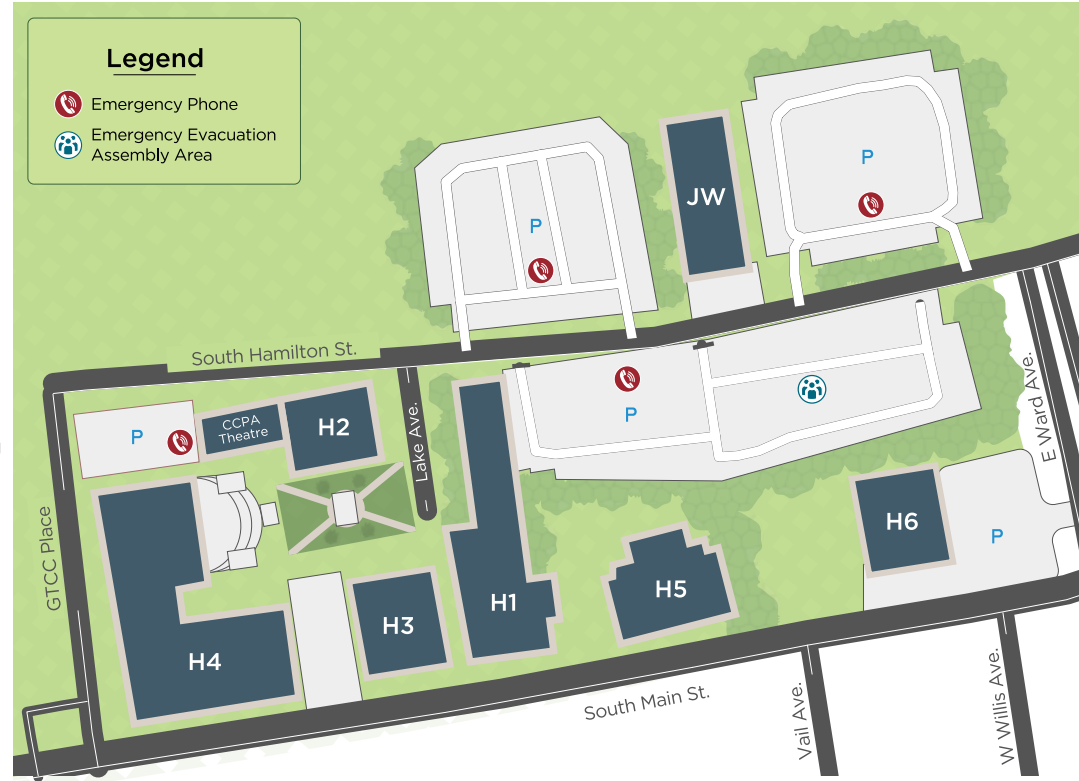 Legend
Emergency Phone
Emergency Evacuation
Assembly Area
P
JW
P
South Hamilton St.
P
CCPA
Theatre
H2
Lake Ave.
P
E Ward Ave.
GTCC Place
H4
H3
H1
H5
H6
P
South Main St.
Vail Ave.
W Willis Ave.